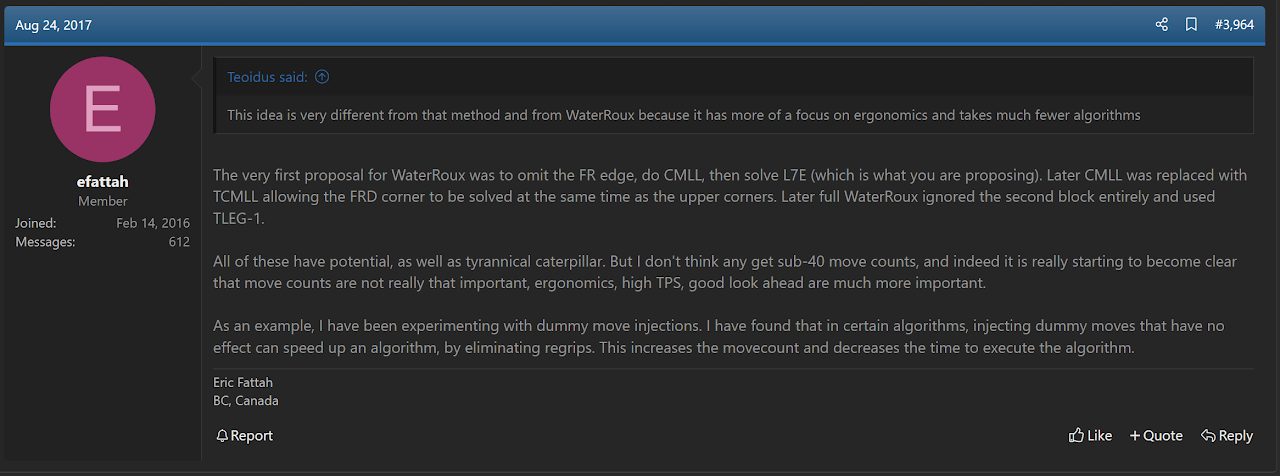 Aug 24, 2017
#3,964
E
efattah
Member
Joined: Feb 14, 2016
Messages: 612
Teoidus said:
This idea is very different from that method and from WaterRoux because it has more of a focus on ergonomics and takes much fewer algorithms
The very first proposal for WaterRoux was to omit the FR edge, do CMLL, then solve L7E (which is what you are proposing). Later CMLL was replaced with
TCMLL allowing the FRD corner to be solved at the same time as the upper corners. Later full WaterRoux ignored the second block entirely and used
TLEG-1.
All of these have potential, as well as tyrannical caterpillar. But I don't think any get sub-40 move counts, and indeed it is really starting to become clear
that move counts are not really that important, ergonomics, high TPS, good look ahead are much more important.
As an example, I have been experimenting with dummy move injections. I have found that in certain algorithms, injecting dummy moves that have no
effect can speed up an algorithm, by eliminating regrips. This increases the movecount and decreases the time to execute the algorithm.
Eric Fattah
BC, Canada
Report
Like
+ Quote
Reply